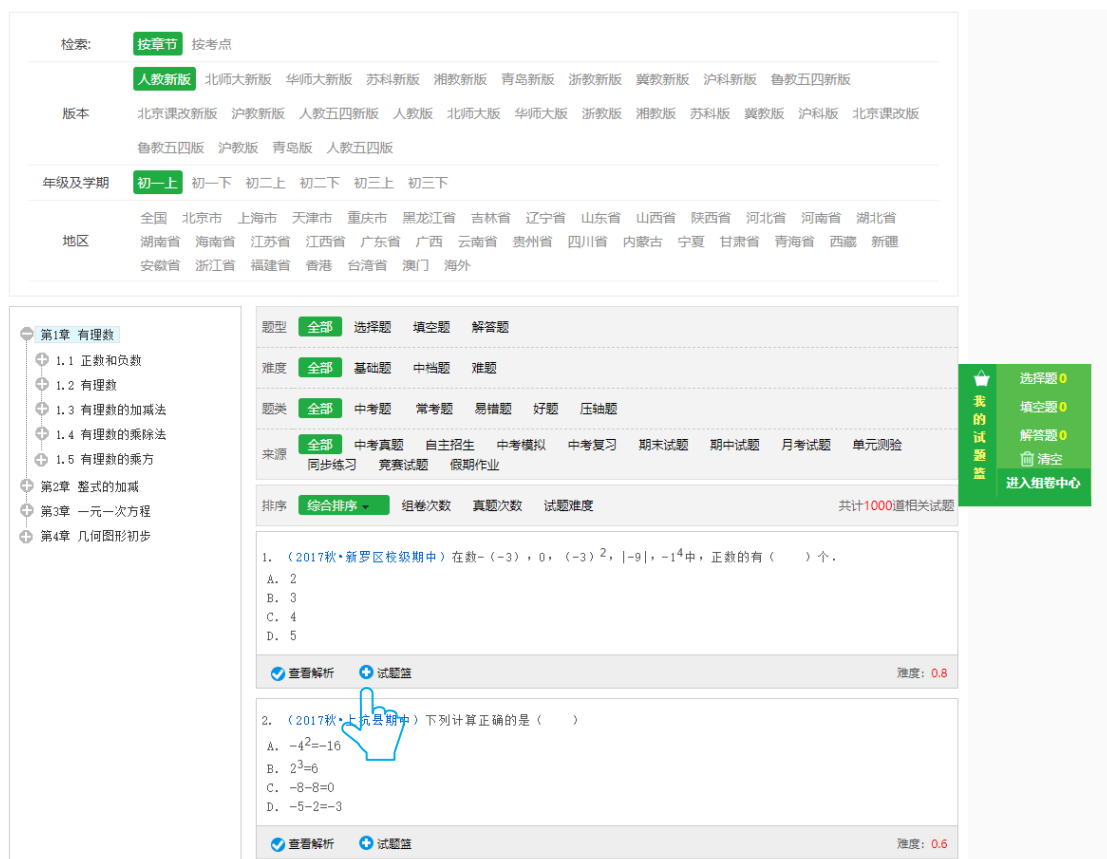 检索: 按章节 按考点
人教新版 北师大新版 华师大新版 苏科新版 湘教新版 青岛新版 浙教新版 冀教新版 沪科新版 鲁教五四新版
版本 北京课改新版 沪教新版 人教五四新版 人教版 北师大版 华师大版 浙教版 湘教版 苏科版 冀教版 沪科版 北京课改版
鲁教五四版 沪教版 青岛版 人教五四版
年级及学期 初一上 初一下 初二上 初二下 初三上 初三下
全国 北京市 上海市 天津市 重庆市 黑龙江省 吉林省 辽宁省 山东省 山西省 陕西省 河北省 河南省 湖北省
地区 湖南省 海南省 江苏省 江西省 广东省 广西 云南省 贵州省 四川省 内蒙古 宁夏 甘肃省 青海省 西藏 新疆
安徽省 浙江省 福建省 香港 台湾省 澳门 海外
第1章 有理数
1.1 正数和负数
1.2 有理数
1.3 有理数的加减法
1.4 有理数的乘除法
1.5 有理数的乘方
第2章 整式的加减
第3章 一元一次方程
第4章 几何图形初步
题型 全部 选择题 填空题 解答题
难度 全部 基础题 中档题 难题
题类 全部 中考题 常考题 易错题 好题 压轴题
来源 全部 中考真题 自主招生 中考模拟 中考复习 期末试题 期中试题 月考试题 单元测验
同步练习 竞赛试题 假期作业
排序 综合排序 组卷次数 真题次数 试题难度 共计1000道相关试题
1. （2017秋•新罗区校级期中）在数-（-3），0，（-3）²，|-9|，-1⁴中，正数的有（ ）个．
A. 2
B. 3
C. 4
D. 5
查看解析 试题篮 难度：0.8
2. （2017秋•上杭县期中）下列计算正确的是（ ）
A. -4²=-16
B. 2³=6
C. -8-8=0
D. -5-2=-3
查看解析 试题篮 难度：0.6
我的试题篮
选择题0
填空题0
解答题0
清空
进入组卷中心